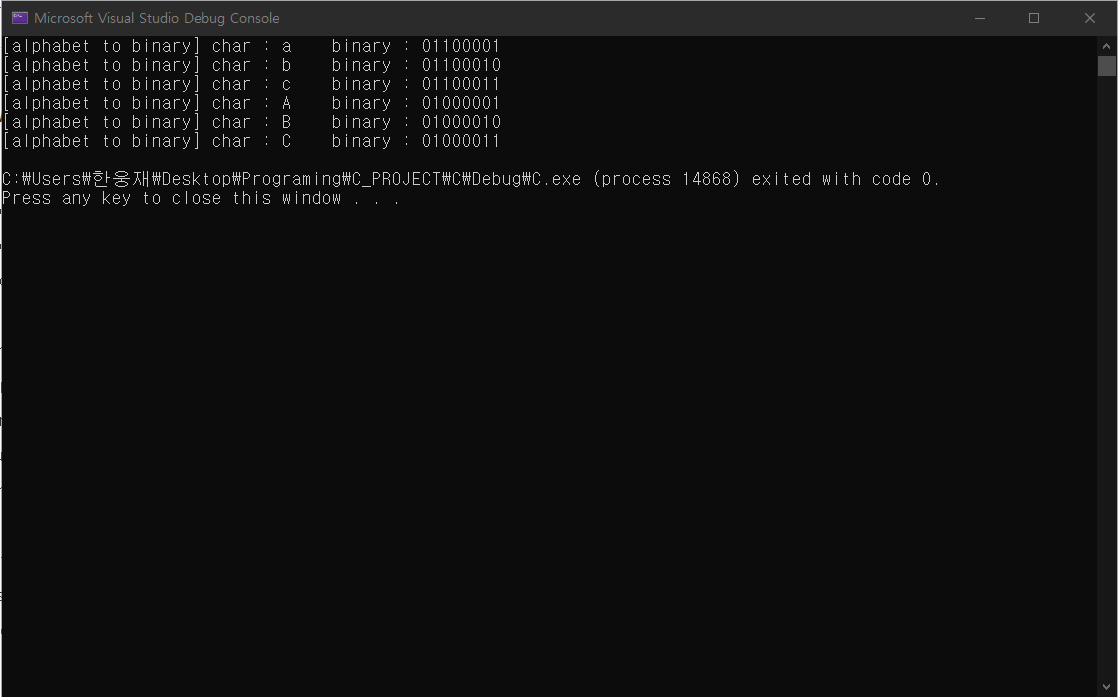 Microsoft Visual Studio Debug Console
[alphabet to binary] char : a    binary : 01100001
[alphabet to binary] char : b    binary : 01100010
[alphabet to binary] char : c    binary : 01100011
[alphabet to binary] char : A    binary : 01000001
[alphabet to binary] char : B    binary : 01000010
[alphabet to binary] char : C    binary : 01000011
C:₩Users₩한웅재₩Desktop₩Programing₩C_PROJECT₩C₩Debug₩C.exe (process 14868) exited with code 0.
Press any key to close this window . . .